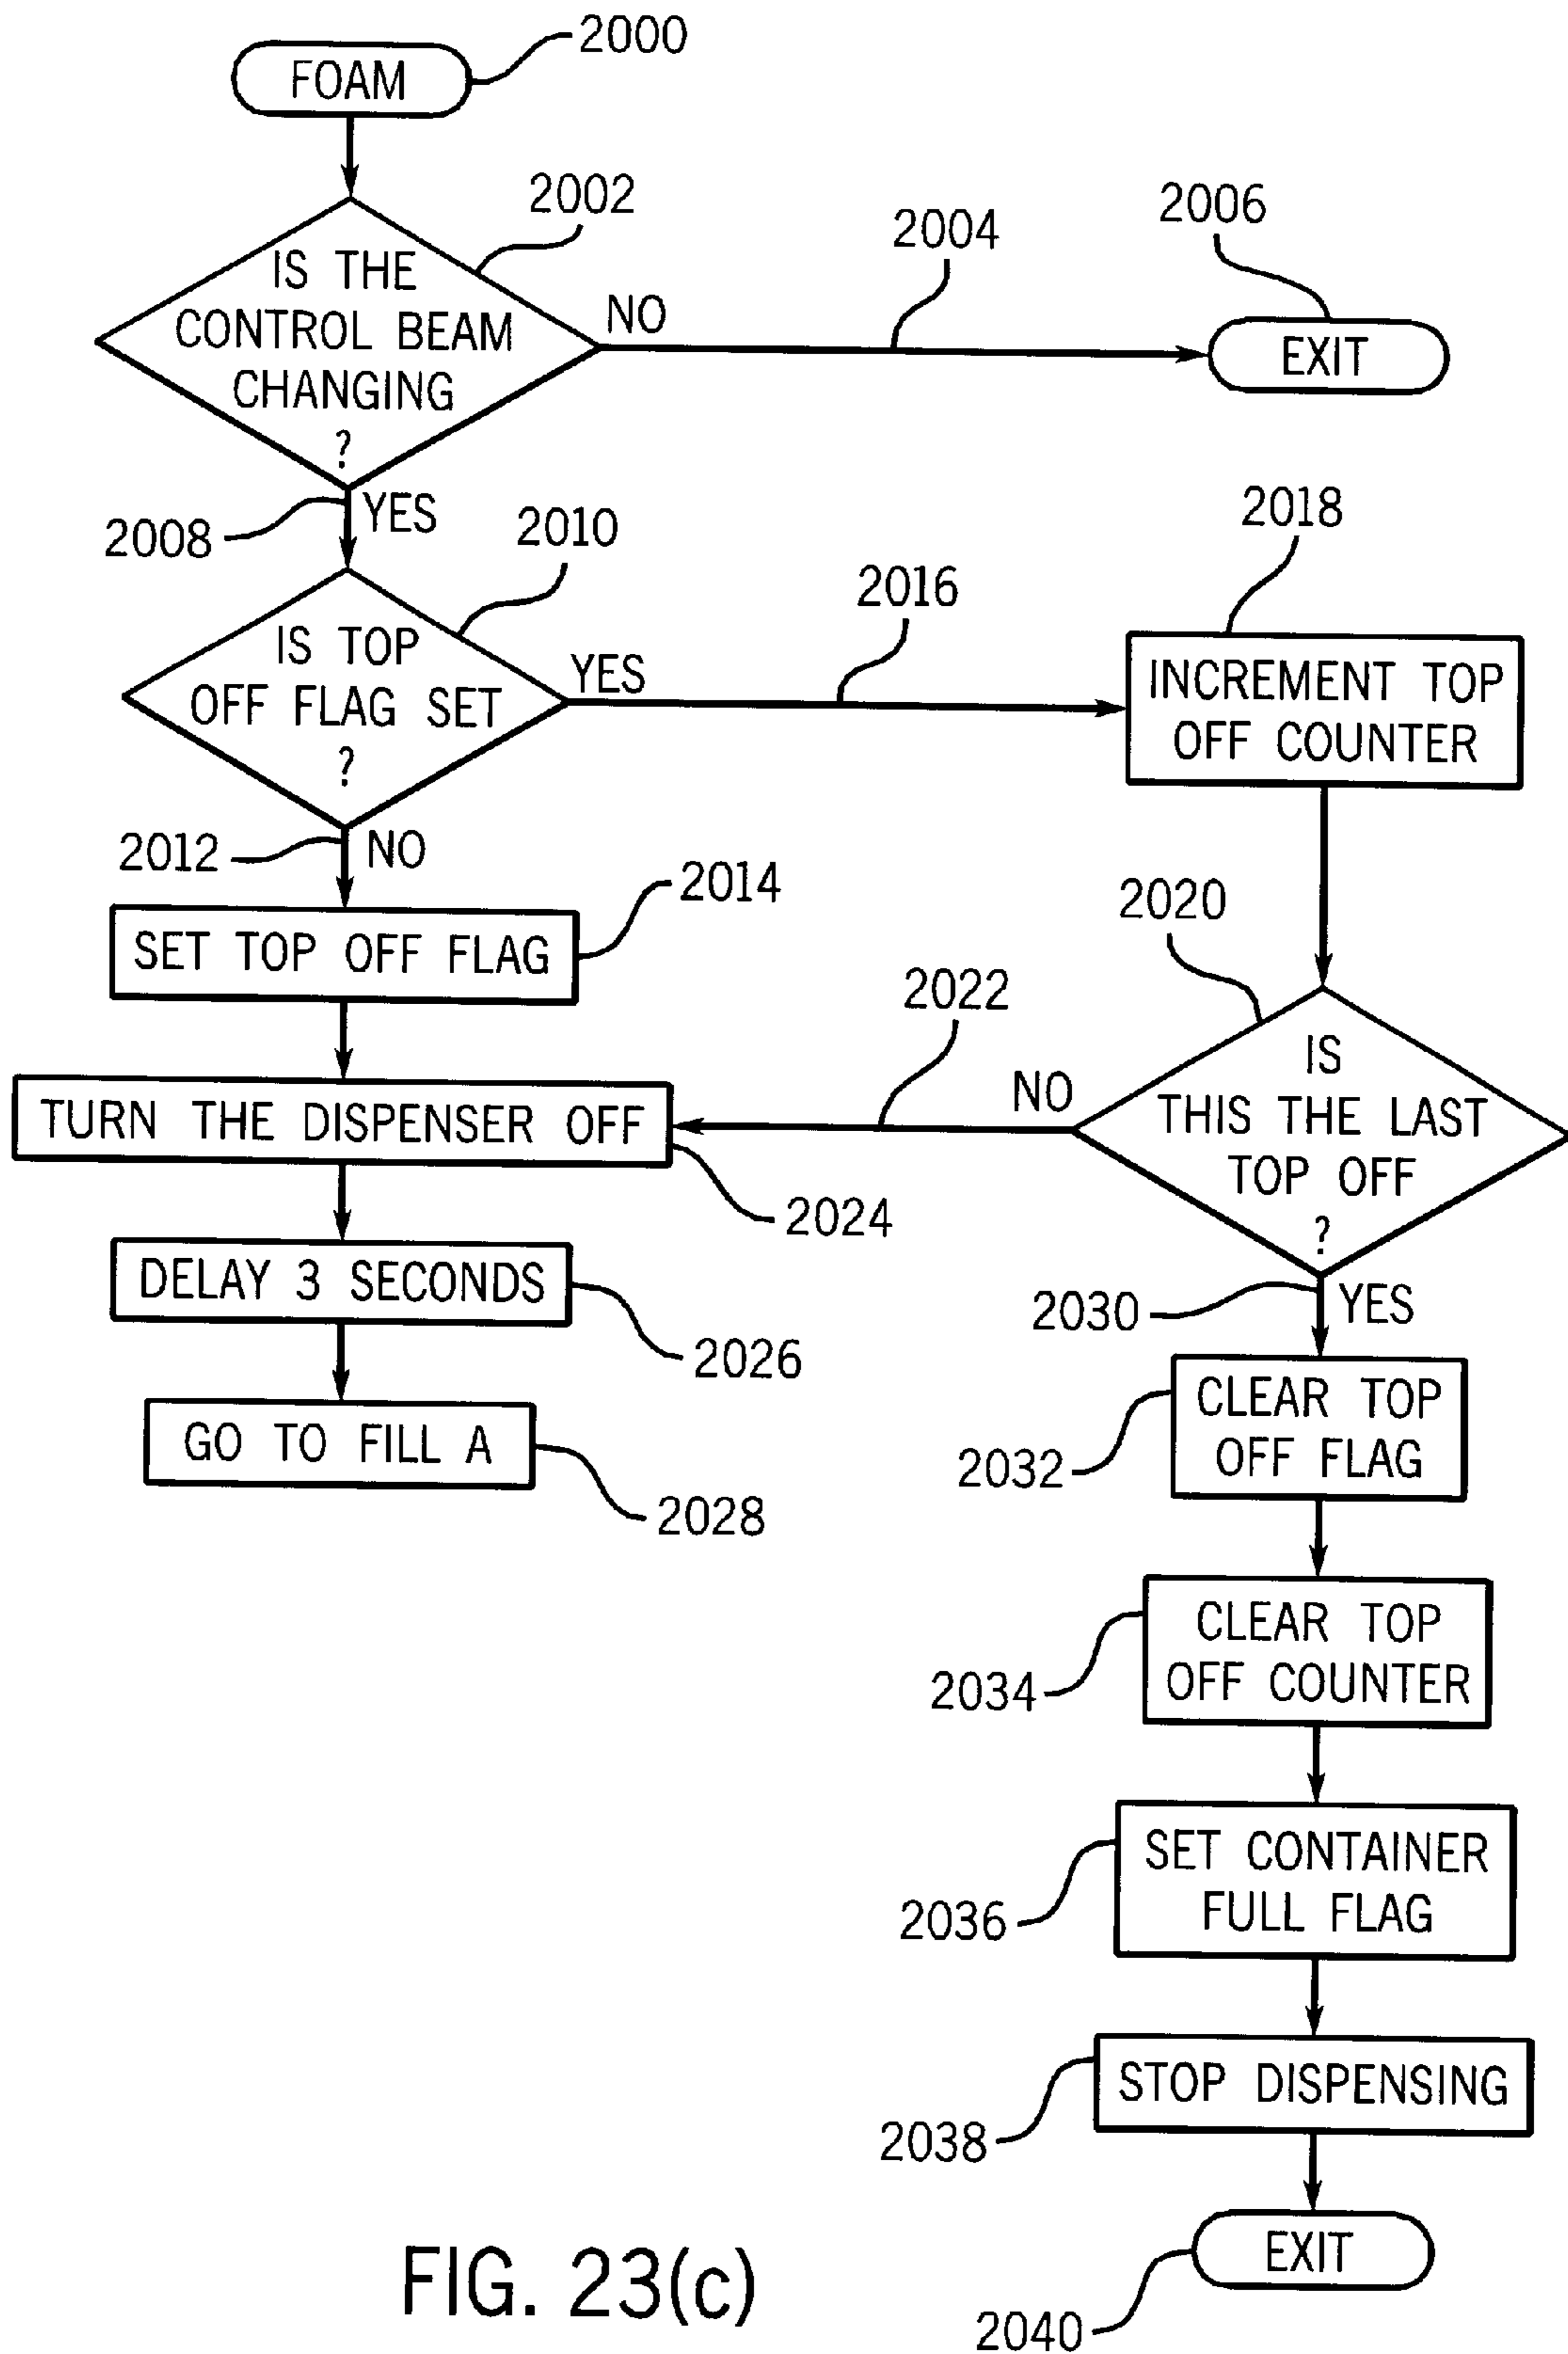 2000
FOAM
2002
2004
2006
IS THE
CONTROL BEAM
CHANGING
?
NO
EXIT
2008
YES
2010
2016
2018
IS TOP
OFF FLAG SET
?
YES
INCREMENT TOP
OFF COUNTER
2012
NO
2014
SET TOP OFF FLAG
2020
2022
NO
IS
THIS THE LAST
TOP OFF
?
TURN THE DISPENSER OFF
2024
DELAY 3 SECONDS
2026
GO TO FILL A
2028
2030
YES
CLEAR TOP
OFF FLAG
2032
CLEAR TOP
OFF COUNTER
2034
SET CONTAINER
FULL FLAG
2036
STOP DISPENSING
2038
EXIT
2040
FIG. 23(c)